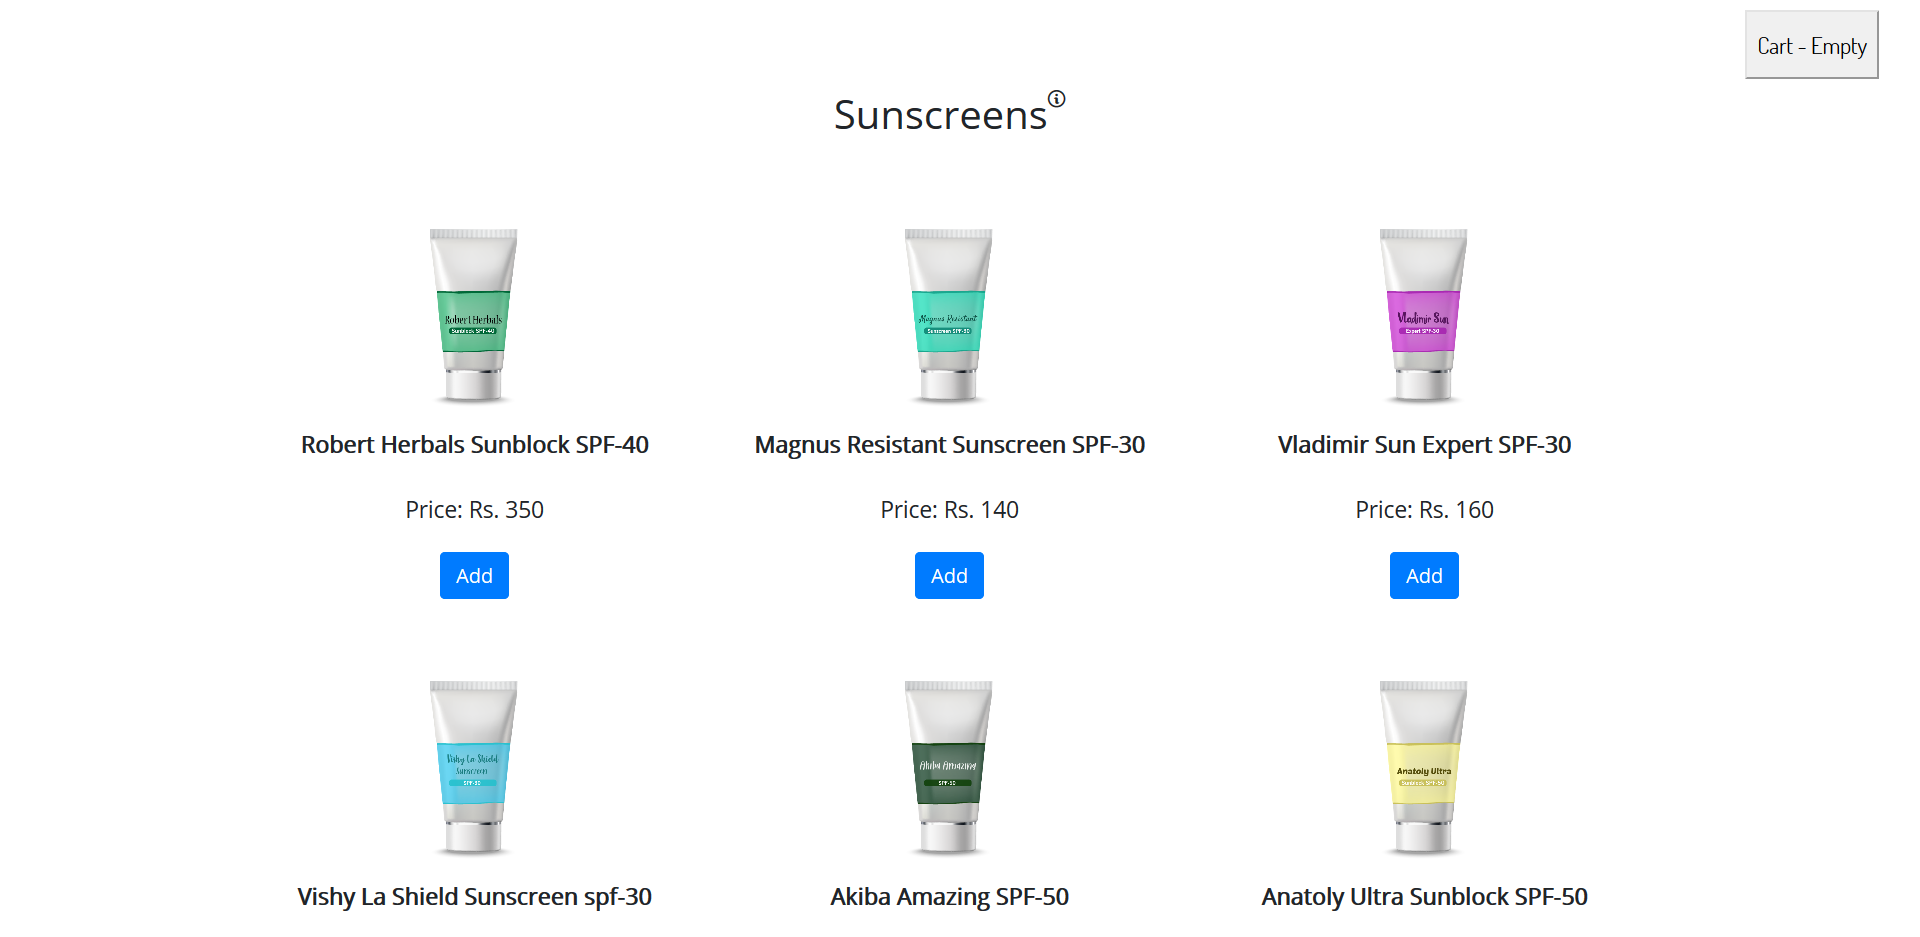 Cart - Empty
Sunscreens
Robert Herbals
Sunblock SPF-40
Magnus Resistant
Sunscreen SPF-30
Vladimir Sun
Expert SPF-30
Robert Herbals Sunblock SPF-40
Magnus Resistant Sunscreen SPF-30
Vladimir Sun Expert SPF-30
Price: Rs. 350
Price: Rs. 140
Price: Rs. 160
Add
Add
Add
Vishy La Shield
Sunscreen
SPF-30
Akiba Amazing
SPF-50
Anatoly Ultra
Sunblock SPF-50
Vishy La Shield Sunscreen spf-30
Akiba Amazing SPF-50
Anatoly Ultra Sunblock SPF-50